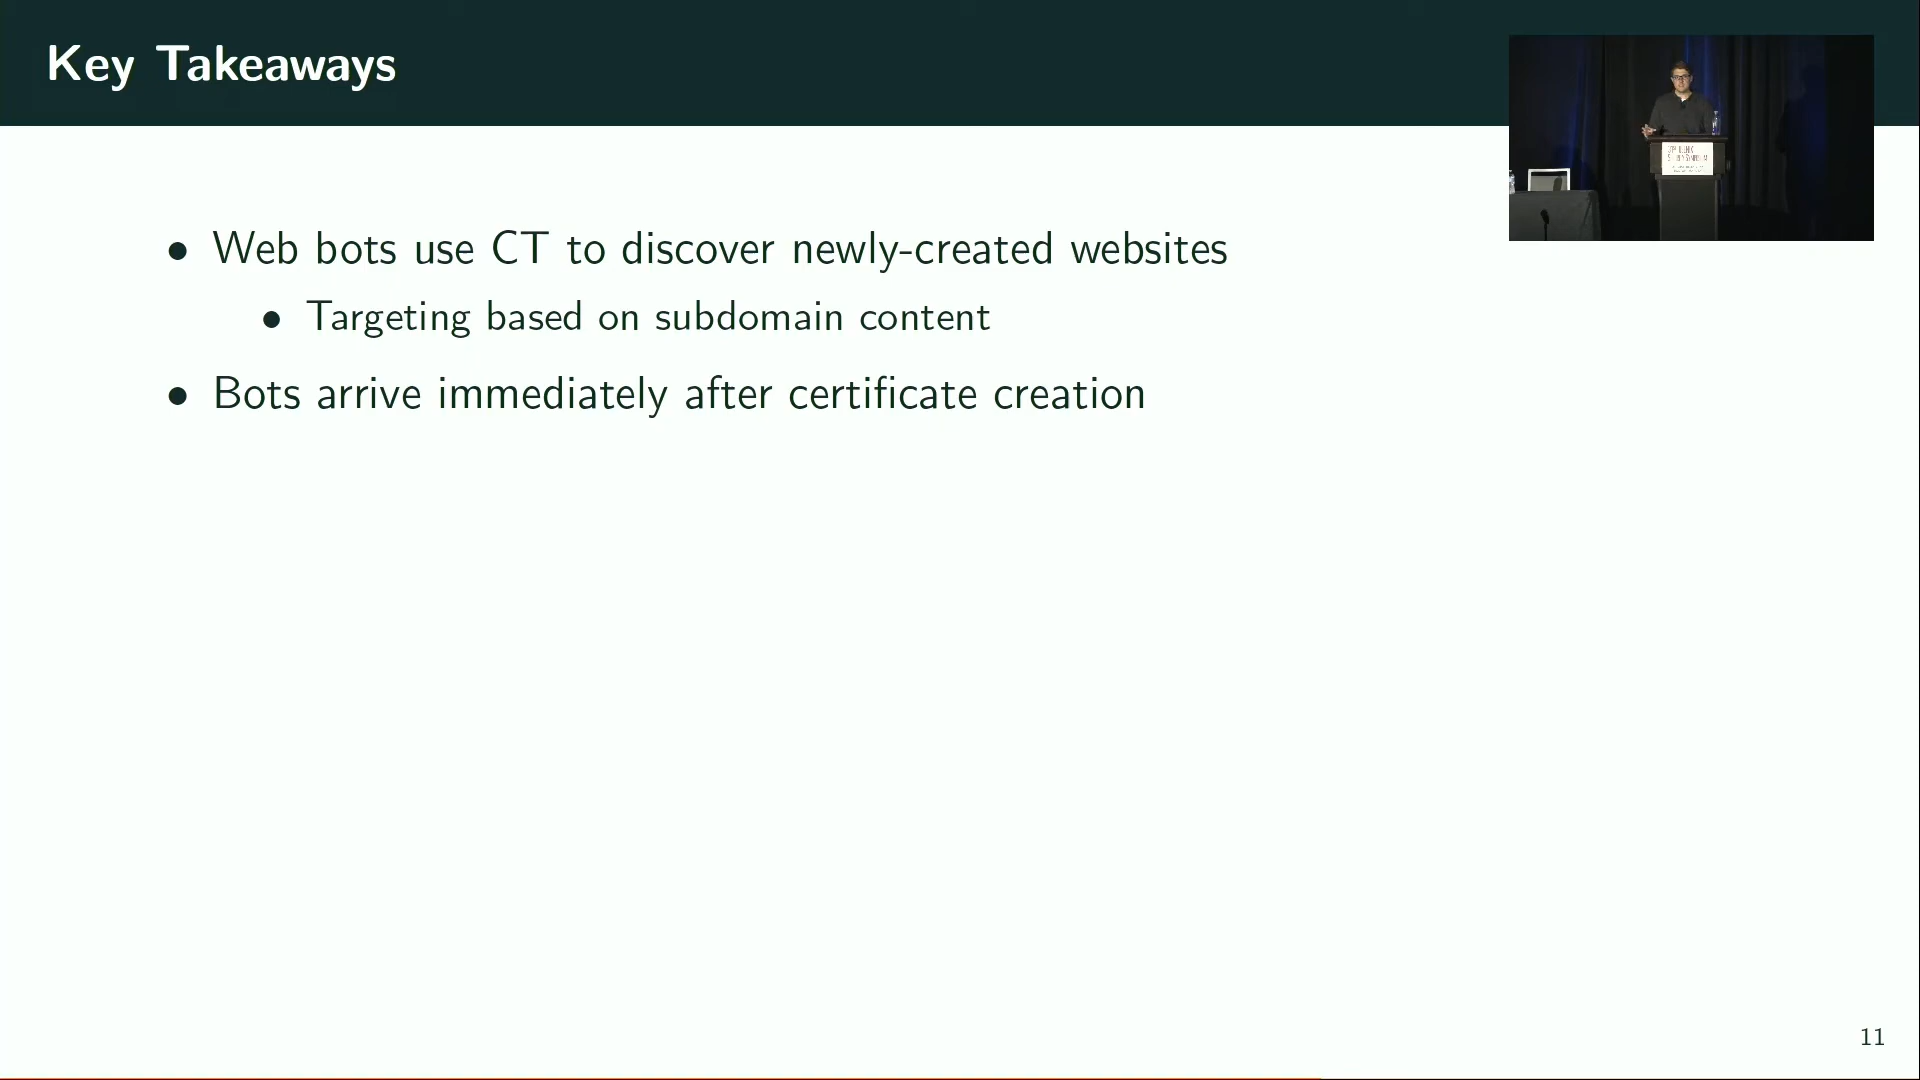 Key Takeaways
• Web bots use CT to discover newly-created websites
• Targeting based on subdomain content
• Bots arrive immediately after certificate creation
11